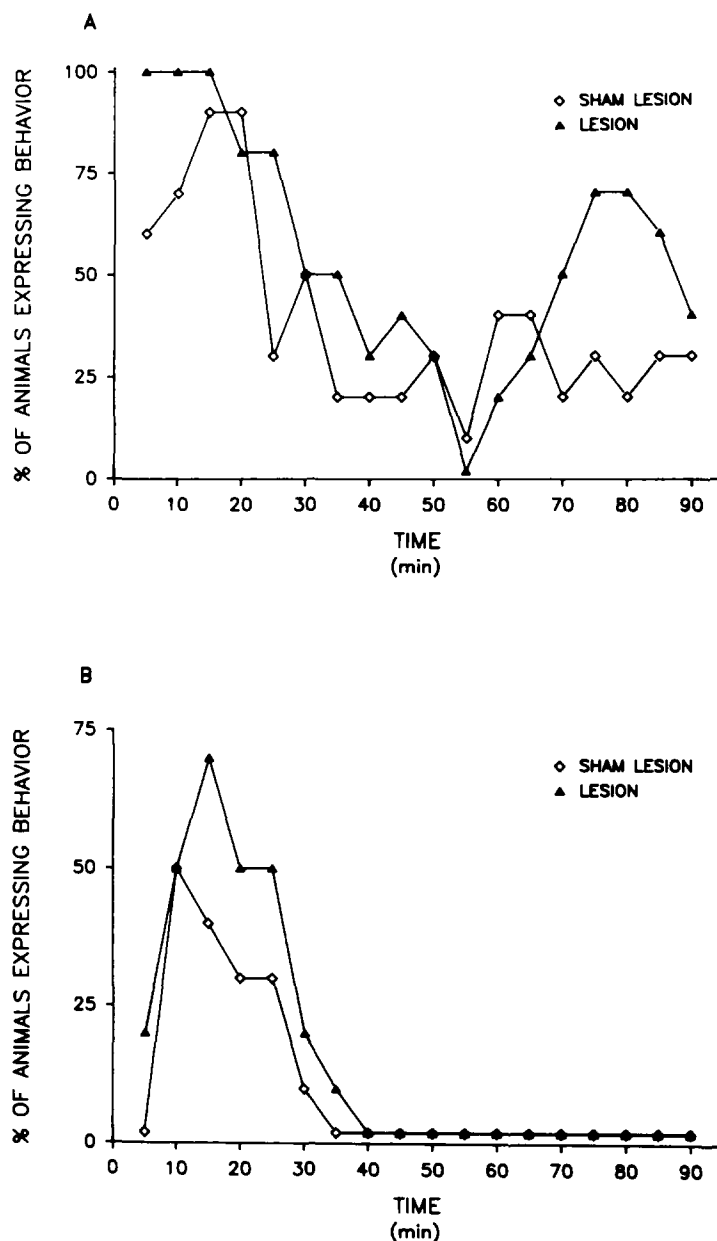 A
% OF ANIMALS EXPRESSING BEHAVIOR
100
75
50
25
0
SHAM LESION
LESION
0 10 20 30 40 50 60 70 80 90
TIME
(min)
B
% OF ANIMALS EXPRESSING BEHAVIOR
75
50
25
0
SHAM LESION
LESION
0 10 20 30 40 50 60 70 80 90
TIME
(min)